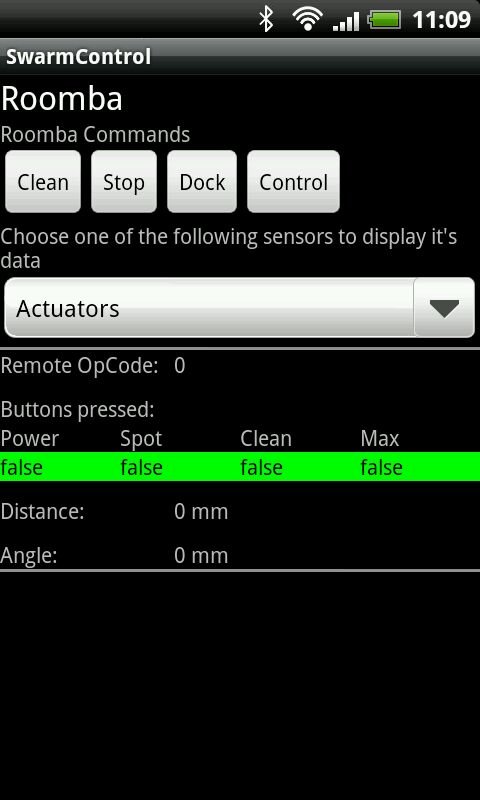 11:09
SwarmControl
Roomba
Roomba Commands
Clean Stop Dock Control
Choose one of the following sensors to display it's
data
Actuators
Remote OpCode: 0
Buttons pressed:
Power Spot Clean Max
false false false false
Distance: 0 mm
Angle: 0 mm